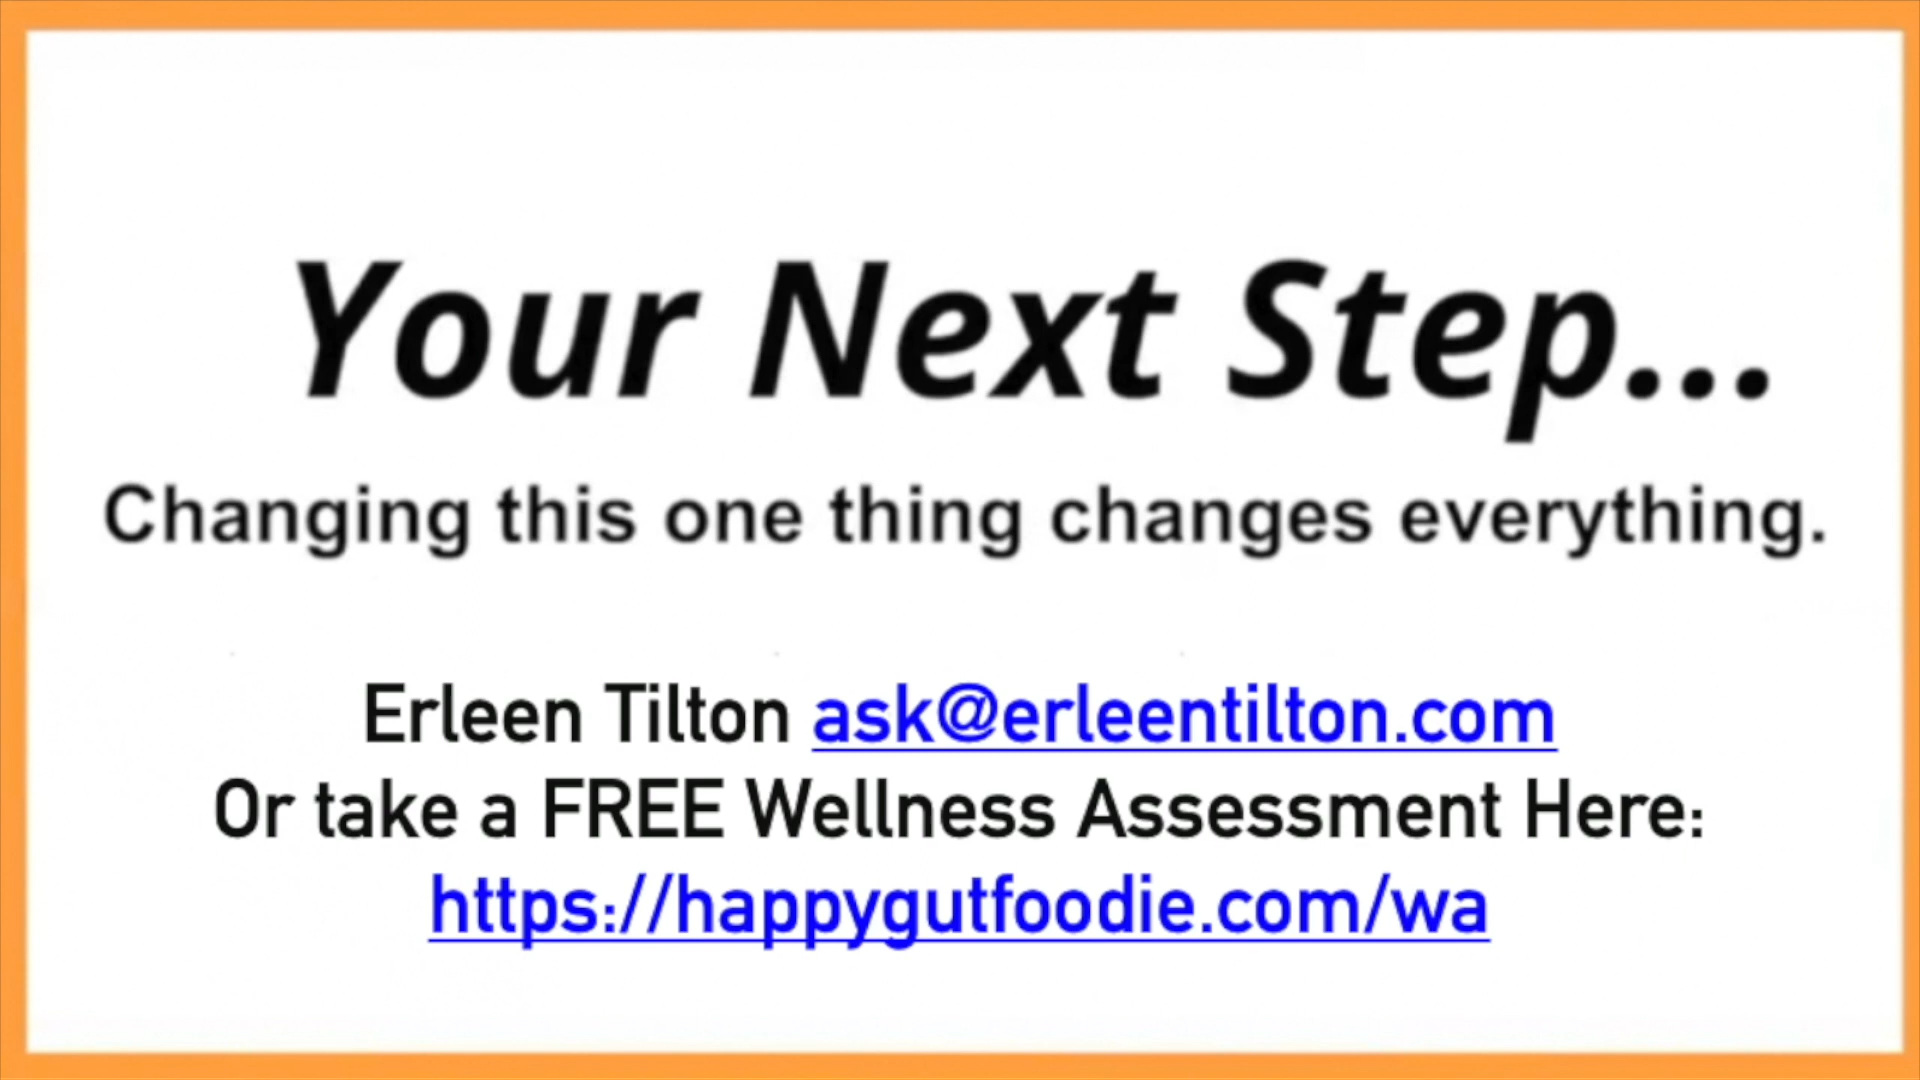 Your Next Step...
Changing this one thing changes everything.
Erleen Tilton ask@erleentilton.com
Or take a FREE Wellness Assessment Here:
https://happygutfoodie.com/wa